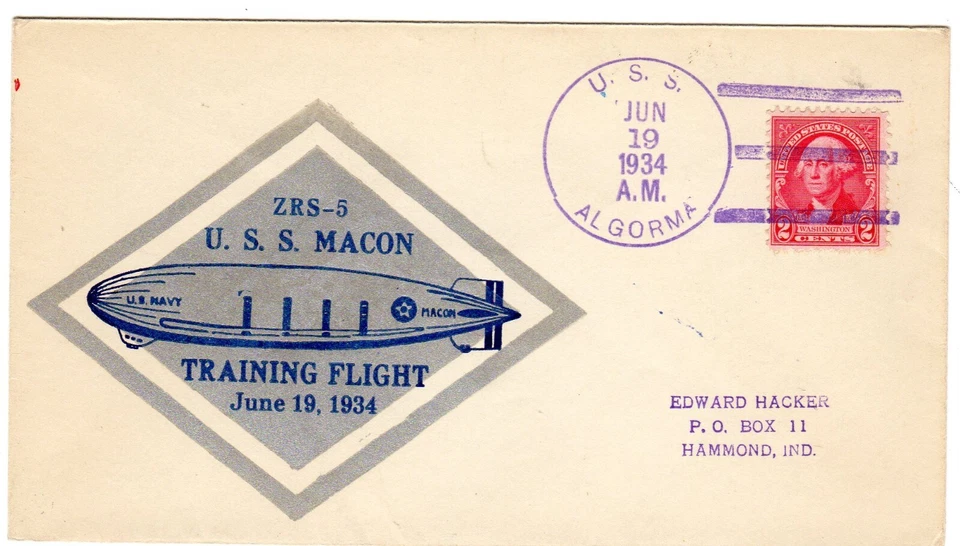 ZRS-5
U. S. S. MACON
U.S. NAVY
MACON
TRAINING FLIGHT
June 19, 1934
U. S. S.
JUN
19
1934
A.M.
ALGORMA
UNITED STATES POSTAGE
WASHINGTON
2 CENTS 2
EDWARD HACKER
P. O. BOX 11
HAMMOND, IND.